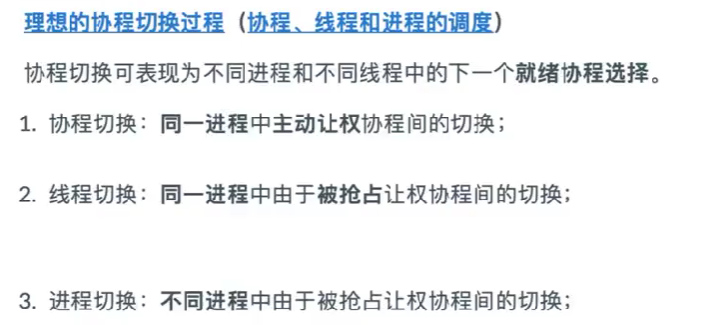 理想的协程切换过程（协程、线程和进程的调度）
协程切换可表现为不同进程和不同线程中的下一个就绪协程选择。
1. 协程切换：同一进程中主动让权协程间的切换；
2. 线程切换：同一进程中由于被抢占让权协程间的切换；
3. 进程切换：不同进程中由于被抢占让权协程间的切换；